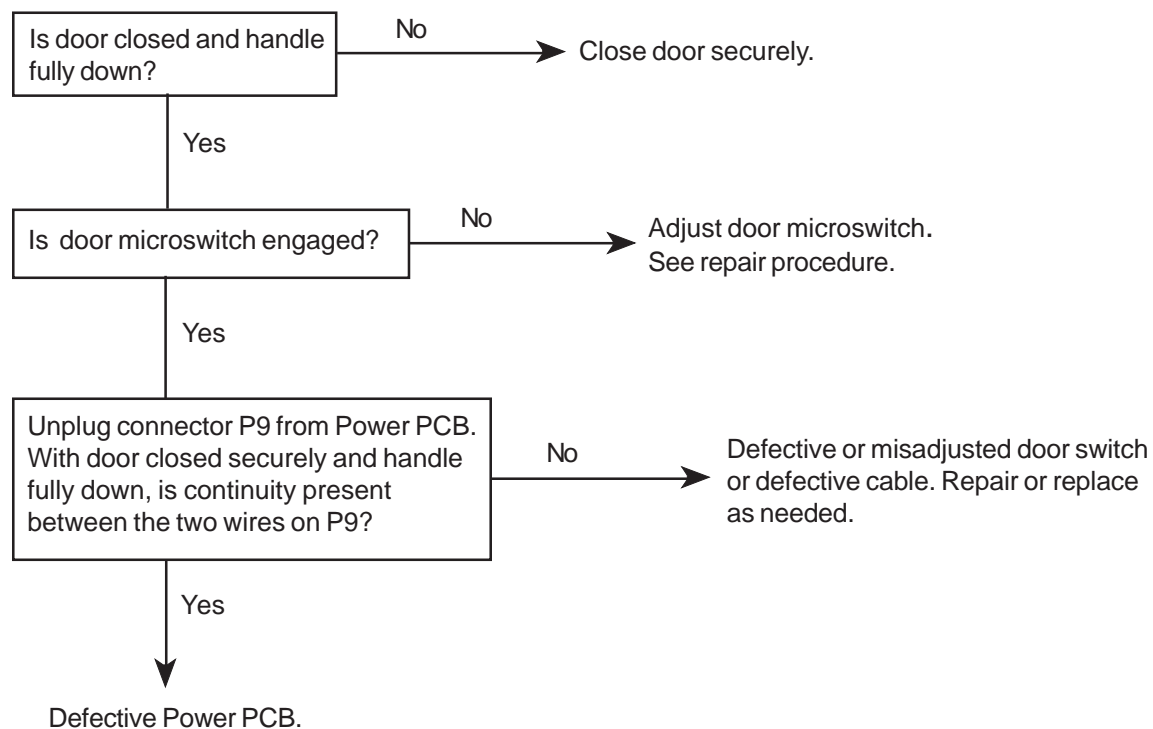 Is door closed and handle
fully down?
No
Close door securely.
Yes
Is door microswitch engaged?
No
Adjust door microswitch.
See repair procedure.
Yes
Unplug connector P9 from Power PCB.
With door closed securely and handle
fully down, is continuity present
between the two wires on P9?
No
Defective or misadjusted door switch
or defective cable. Repair or replace
as needed.
Yes
Defective Power PCB.